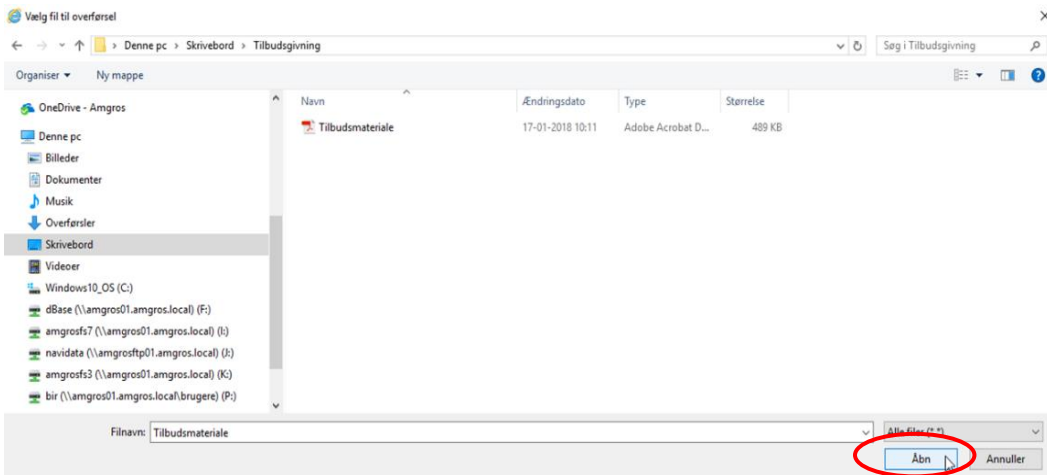 Vælg fil til overførsel
Denne pc > Skrivebord > Tilbudsgivning
Søg i Tilbudsgivning
Organiser
Ny mappe
Navn
Ændringsdato
Type
Størrelse
Tilbudsmateriale
17-01-2018 10:11
Adobe Acrobat D...
489 KB
OneDrive - Amgros
Denne pc
Billeder
Dokumenter
Musik
Overførsler
Skrivebord
Videoer
Windows10_OS (C:)
dBase (\\amgros01.amgros.local) (F:)
amgrosfs7 (\\amgros01.amgros.local) (I:)
navidata (\\amgrosftp01.amgros.local) (J:)
amgrosfs3 (\\amgros01.amgros.local) (K:)
bir (\\amgros01.amgros.local\brugere) (P:)
Filnavn: Tilbudsmateriale
Alle filer (*.*)
Åbn
Annuller